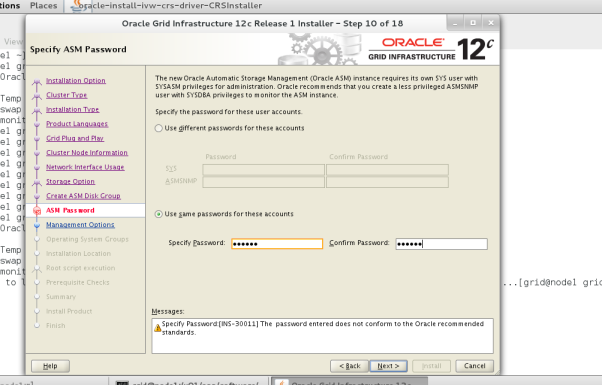 Places
oracle-install-ivw-crs-driver-CRSInstaller
Oracle Grid Infrastructure 12c Release 1 Installer - Step 10 of 18
View
Specify ASM Password
ORACLE
GRID INFRASTRUCTURE
12c
Installation Option
Cluster Type
Installation Type
Product Languages
Grid Plug and Play
Cluster Node Information
Network Interface Usage
Storage Option
Create ASM Disk Group
ASM Password
Management Options
Operating System Groups
Installation Location
Root script execution
Prerequisite Checks
Summary
Install Product
Finish
The new Oracle Automatic Storage Management (Oracle ASM) instance requires its own SYS user with
SYSASM privileges for administration. Oracle recommends that you create a less privileged ASMSNMP
user with SYSDBA privileges to monitor the ASM instance.
Specify the password for these user accounts.
Use different passwords for these accounts
Password
Confirm Password
SYS
ASMSNMP
Use same passwords for these accounts
Specify Password:
Confirm Password:
Messages:
Specify Password:[INS-30011] The password entered does not conform to the Oracle recommended
standards.
Help
< Back
Next >
Install
Cancel
Temp
swap
Temp
swap
to l
...[grid@node1 grid